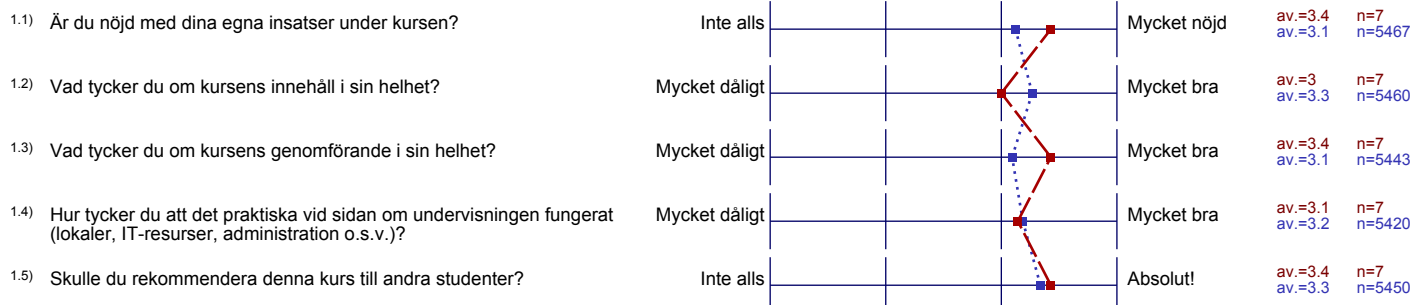 1.1) Är du nöjd med dina egna insatser under kursen? Inte alls Mycket nöjd av.=3.4 n=7
av.=3.1 n=5467
1.2) Vad tycker du om kursens innehåll i sin helhet? Mycket dåligt Mycket bra av.=3 n=7
av.=3.3 n=5460
1.3) Vad tycker du om kursens genomförande i sin helhet? Mycket dåligt Mycket bra av.=3.4 n=7
av.=3.1 n=5443
1.4) Hur tycker du att det praktiska vid sidan om undervisningen fungerat Mycket dåligt Mycket bra av.=3.1 n=7
(lokaler, IT-resurser, administration o.s.v.)? av.=3.2 n=5420
1.5) Skulle du rekommendera denna kurs till andra studenter? Inte alls Absolut! av.=3.4 n=7
av.=3.3 n=5450